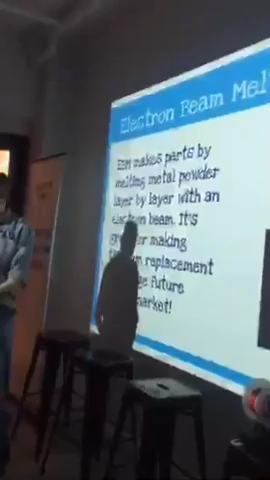 Electron Beam Mel
EBM makes parts by
melting metal powder
layer by layer with an
electron beam. It's
for making
replacement
future
market!